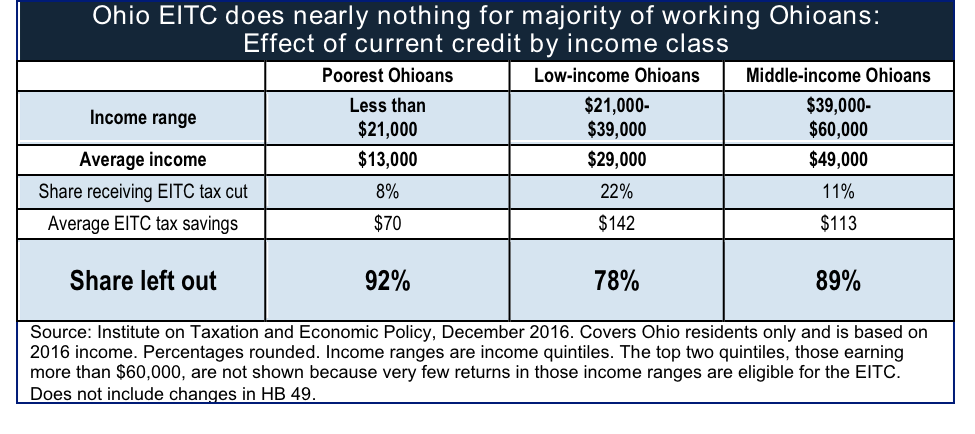 Ohio EITC does nearly nothing for majority of working Ohioans:
Effect of current credit by income class
Poorest Ohioans Low-income Ohioans Middle-income Ohioans
Income range Less than $21,000 $21,000-$39,000 $39,000-$60,000
Average income $13,000 $29,000 $49,000
Share receiving EITC tax cut 8% 22% 11%
Average EITC tax savings $70 $142 $113
Share left out 92% 78% 89%
Source: Institute on Taxation and Economic Policy, December 2016. Covers Ohio residents only and is based on
2016 income. Percentages rounded. Income ranges are income quintiles. The top two quintiles, those earning
more than $60,000, are not shown because very few returns in those income ranges are eligible for the EITC.
Does not include changes in HB 49.